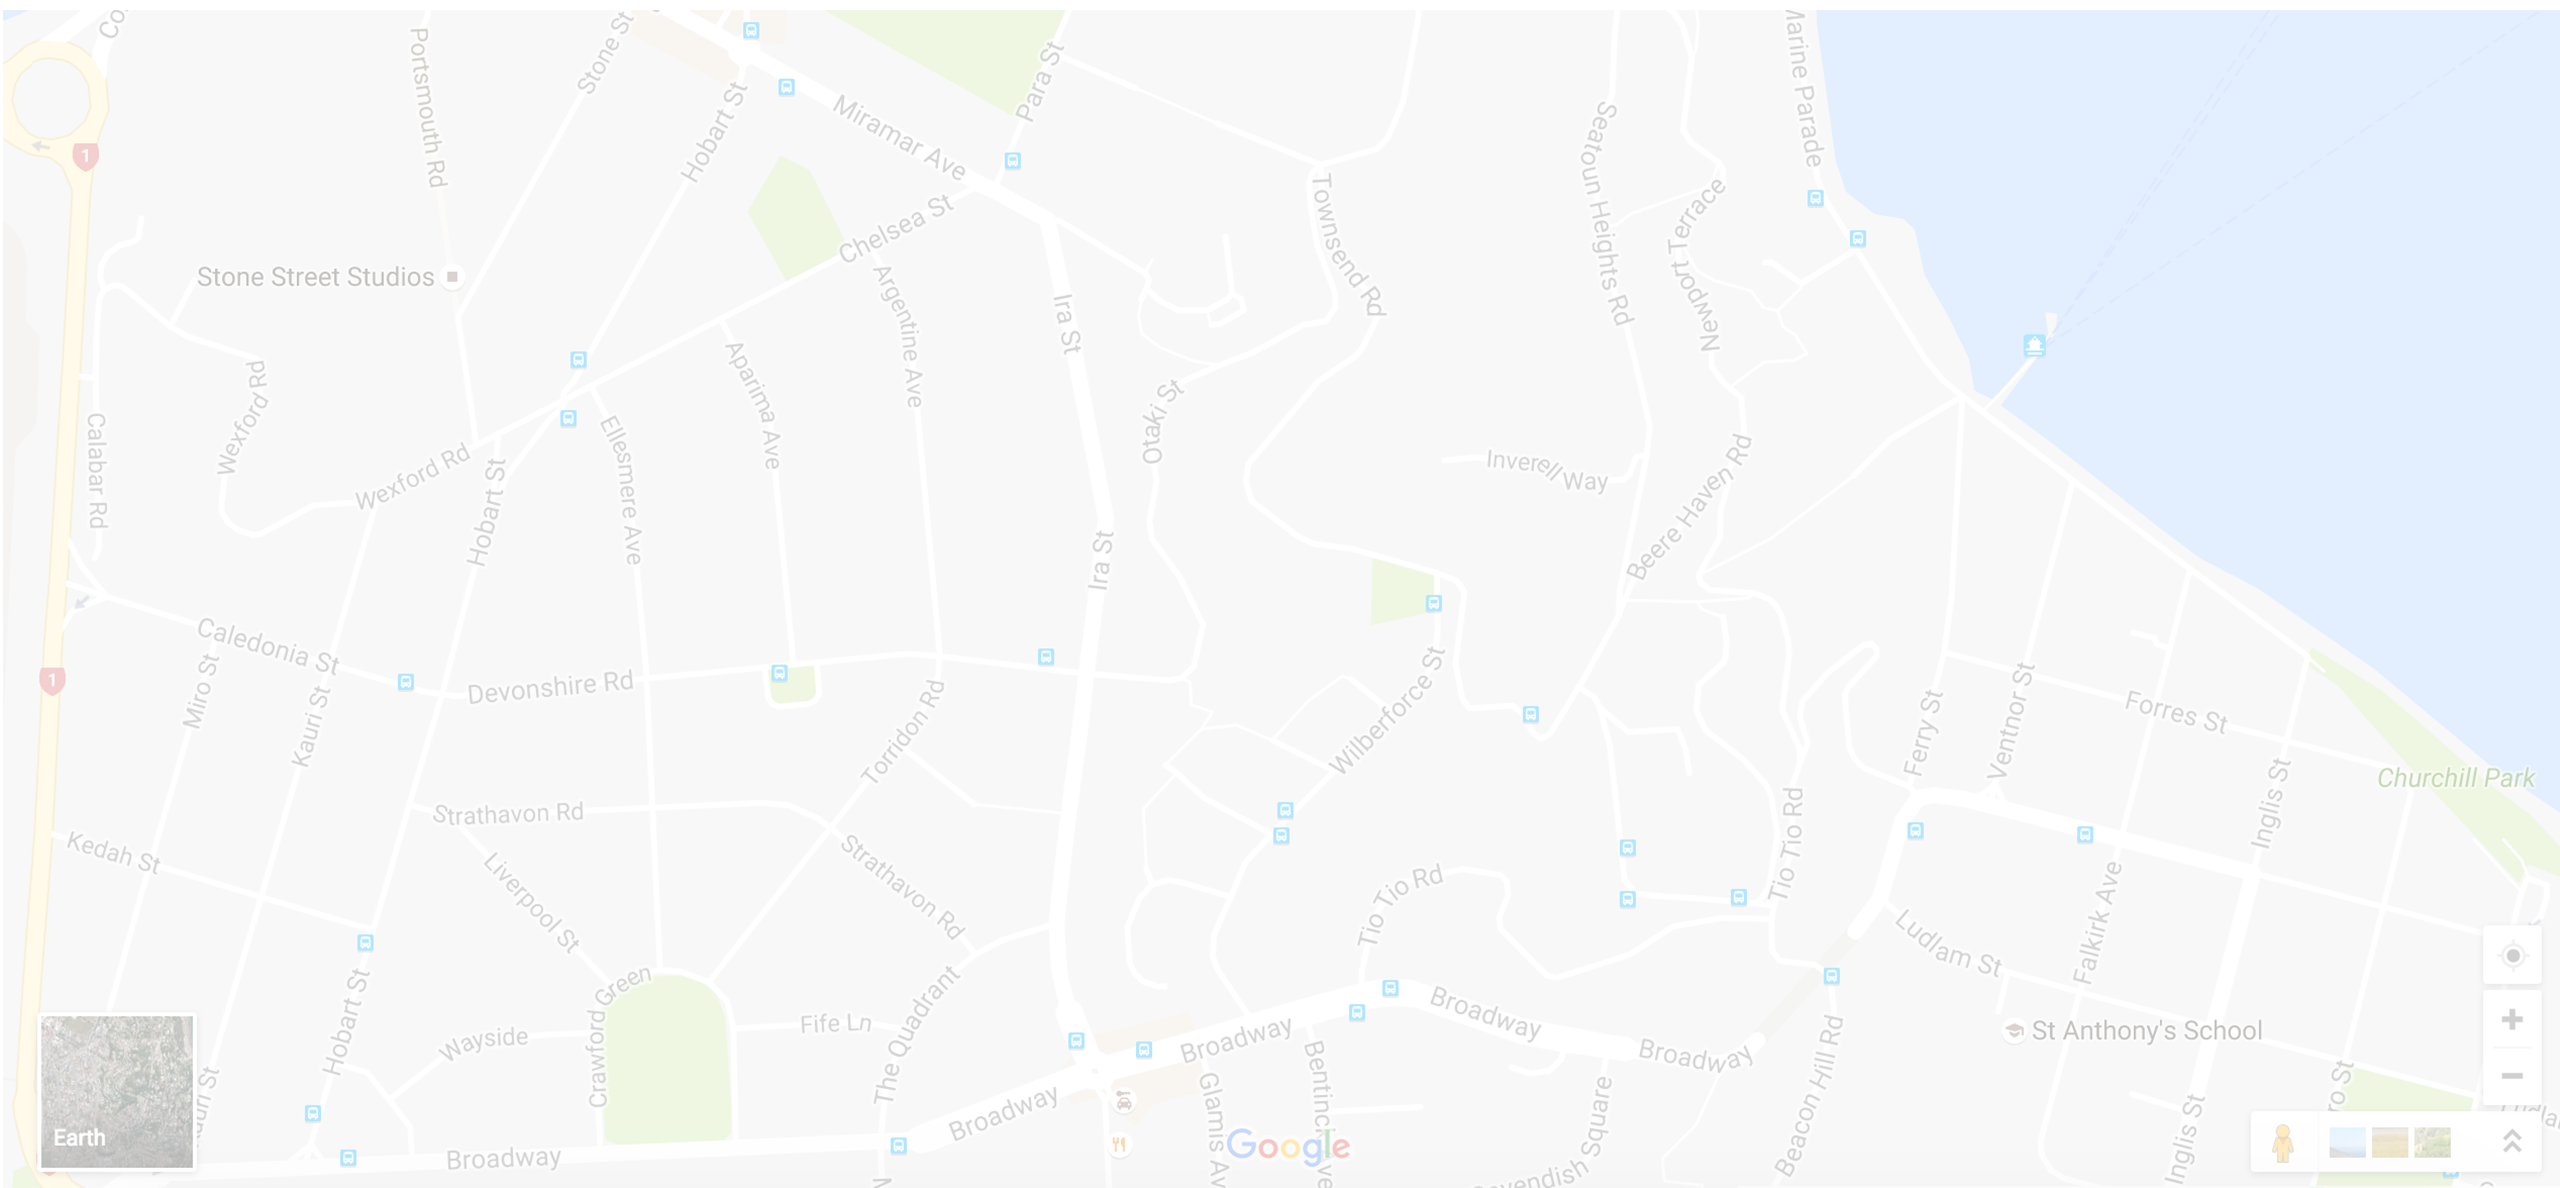 Portsmouth Rd
Stone St
Hobart St
Miramar Ave
Para St
Marine Parade
1
Seatoun Heights Rd
Townsend Rd
Newport Terrace
Chelsea St
Stone Street Studios
Argentine Ave
Ira St
Aparima Ave
Wexford Rd
Otaki St
Calabar Rd
Wexford Rd
Hobart St
Ellesmere Ave
Inverell Way
Beere Haven Rd
Ira St
Caledonia St
Miro St
Kauri St
Devonshire Rd
1
Torridon Rd
Wilberforce St
Ferry St
Ventnor St
Forres St
Churchill Park
Inglis St
Strathavon Rd
Kedah St
Liverpool St
Strathavon Rd
Tio Tio Rd
Tio Tio Rd
Ludlam St
Falkirk Ave
Hobart St
Wayside
Crawford Green
Fife Ln
The Quadrant
Broadway
Broadway
Broadway
Broadway
Broadway
Glamis Av
Beacon Hill Rd
St Anthony's School
Inglis St
Earth
Google